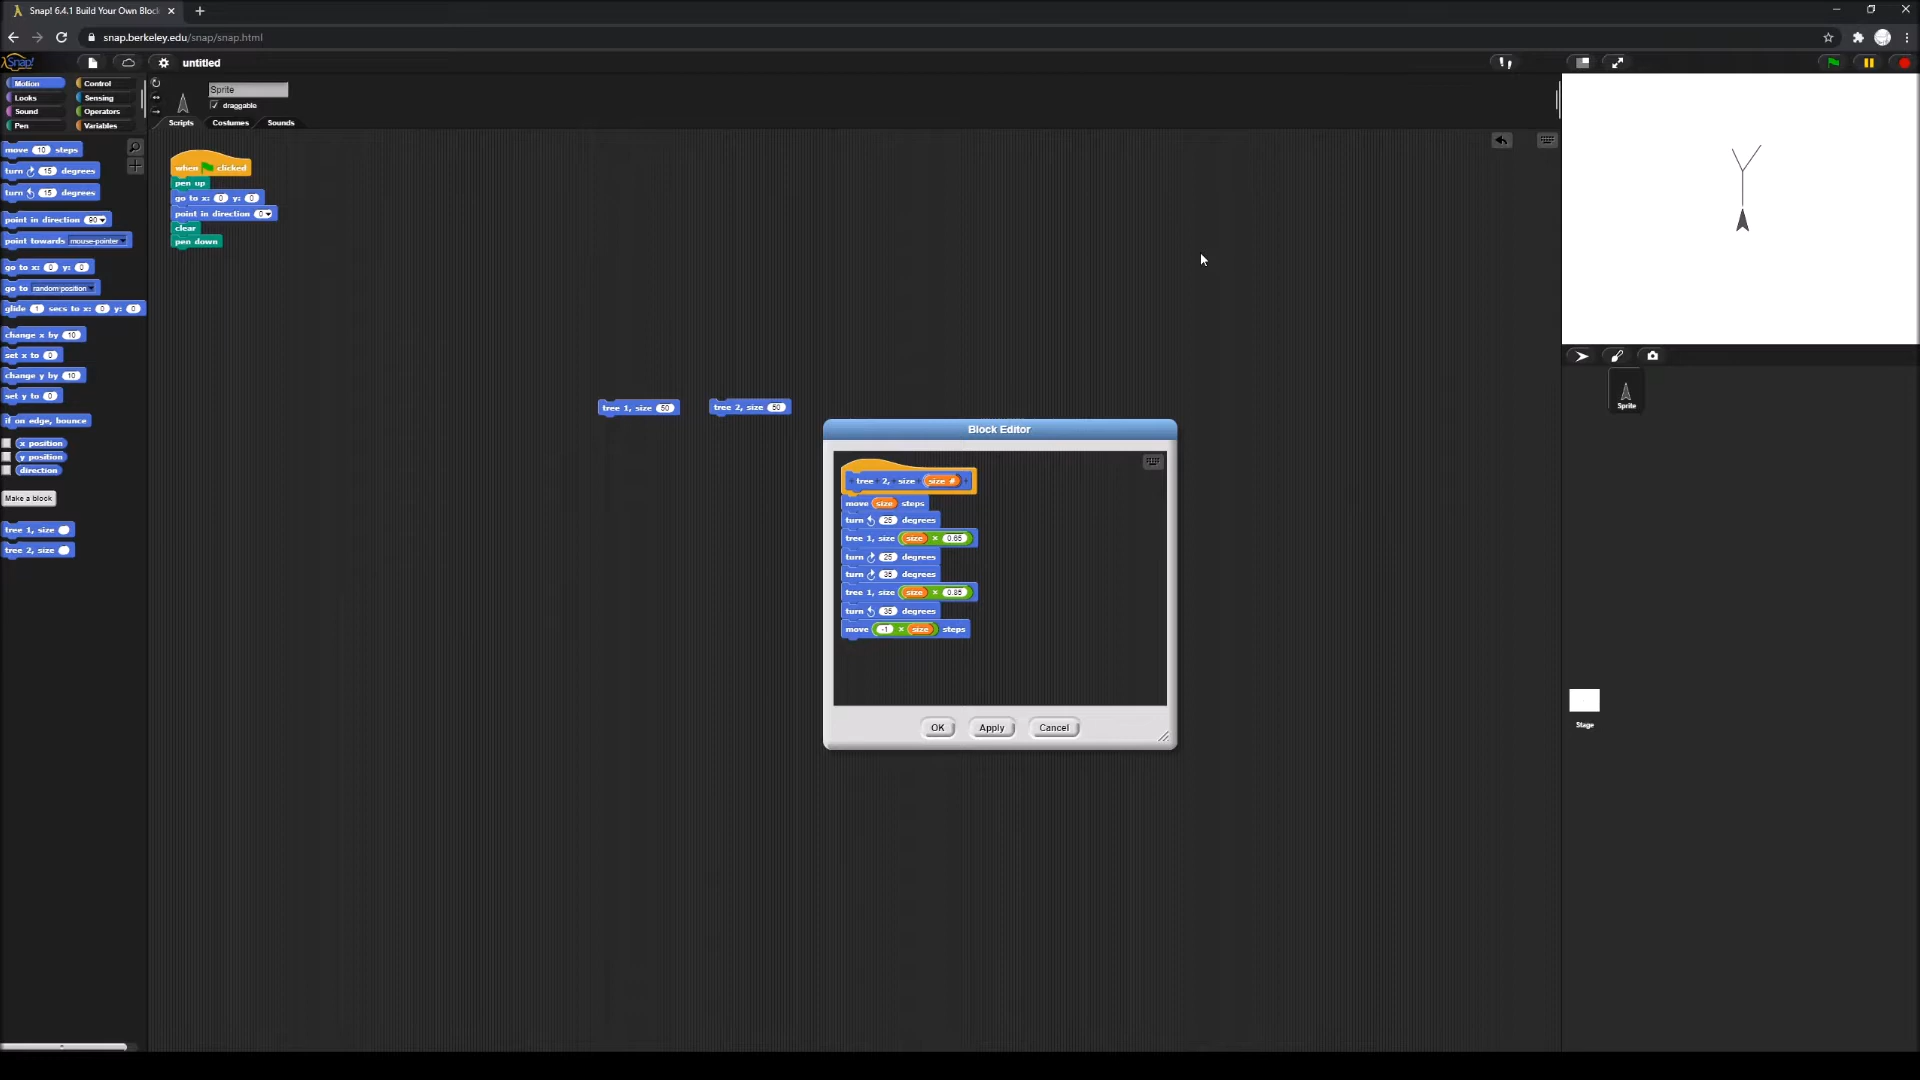 Snap! 6.4.1 Build Your Own Bloc
snap.berkeley.edu/snap/snap.html
Snap!
untitled
Motion
Control
Looks
Sensing
Sound
Operators
Pen
Variables
Sprite
draggable
Scripts
Costumes
Sounds
move 10 steps
turn 15 degrees
turn 15 degrees
point in direction 90
point towards mouse-pointer
go to x: 0 y: 0
go to random position
glide 1 secs to x: 0 y: 0
change x by 10
set x to 0
change y by 10
set y to 0
if on edge, bounce
x position
y position
direction
Make a block
tree 1, size
tree 2, size
when clicked
pen up
go to x: 0 y: 0
point in direction 0
clear
pen down
tree 1, size 50
tree 2, size 50
Block Editor
tree 2, size size #
move size steps
turn 25 degrees
tree 1, size size × 0.65
turn 25 degrees
turn 35 degrees
tree 1, size size × 0.85
turn 35 degrees
move -1 × size steps
OK
Apply
Cancel
Sprite
Stage